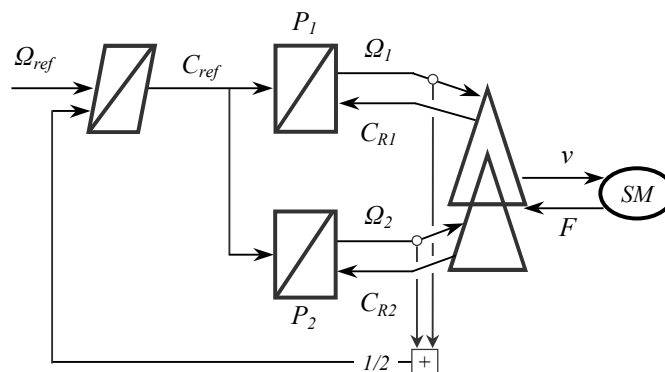 P1
Ωref
Cref
Ω1
CR1
v
SM
F
Ω2
CR2
P2
1/2
+